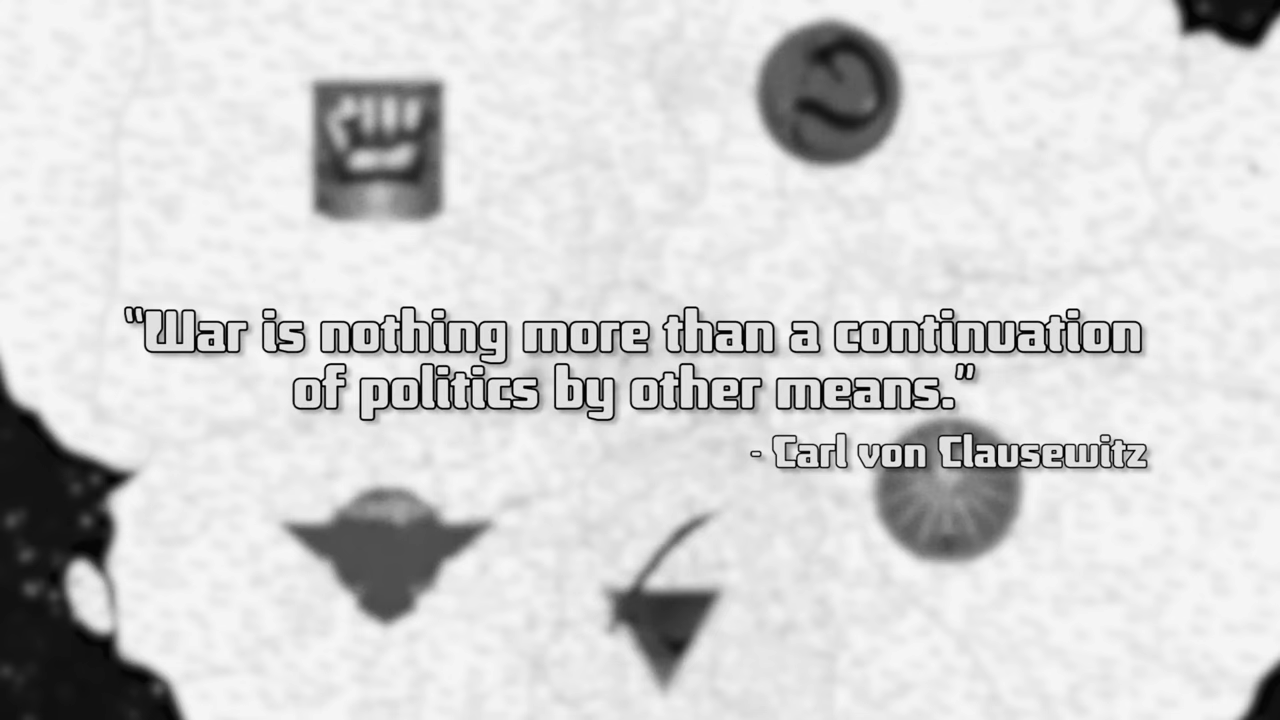 "War is nothing more than a continuation
of politics by other means."
- Carl von Clausewitz